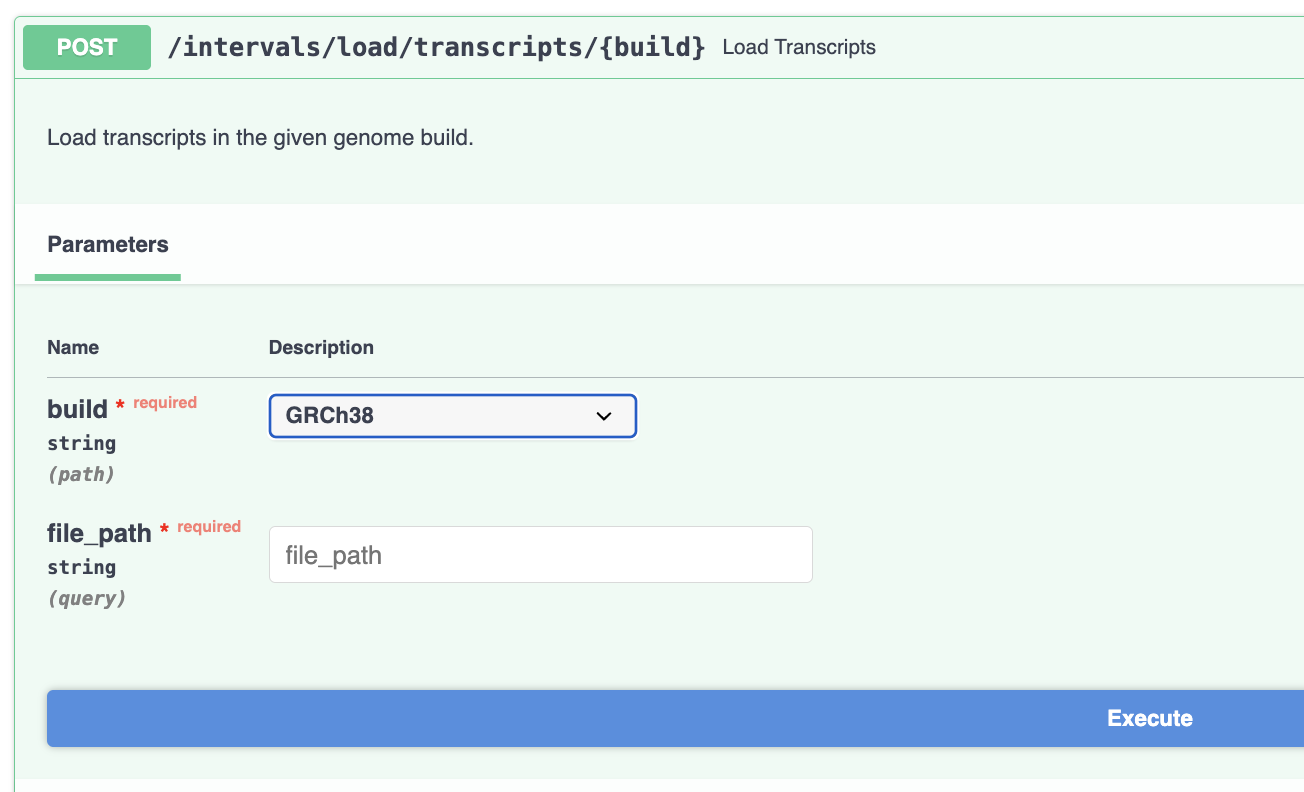 POST /intervals/load/transcripts/{build} Load Transcripts
Load transcripts in the given genome build.
Parameters
Name Description
build * required
GRCh38
string
(path)
file_path * required
file_path
string
(query)
Execute